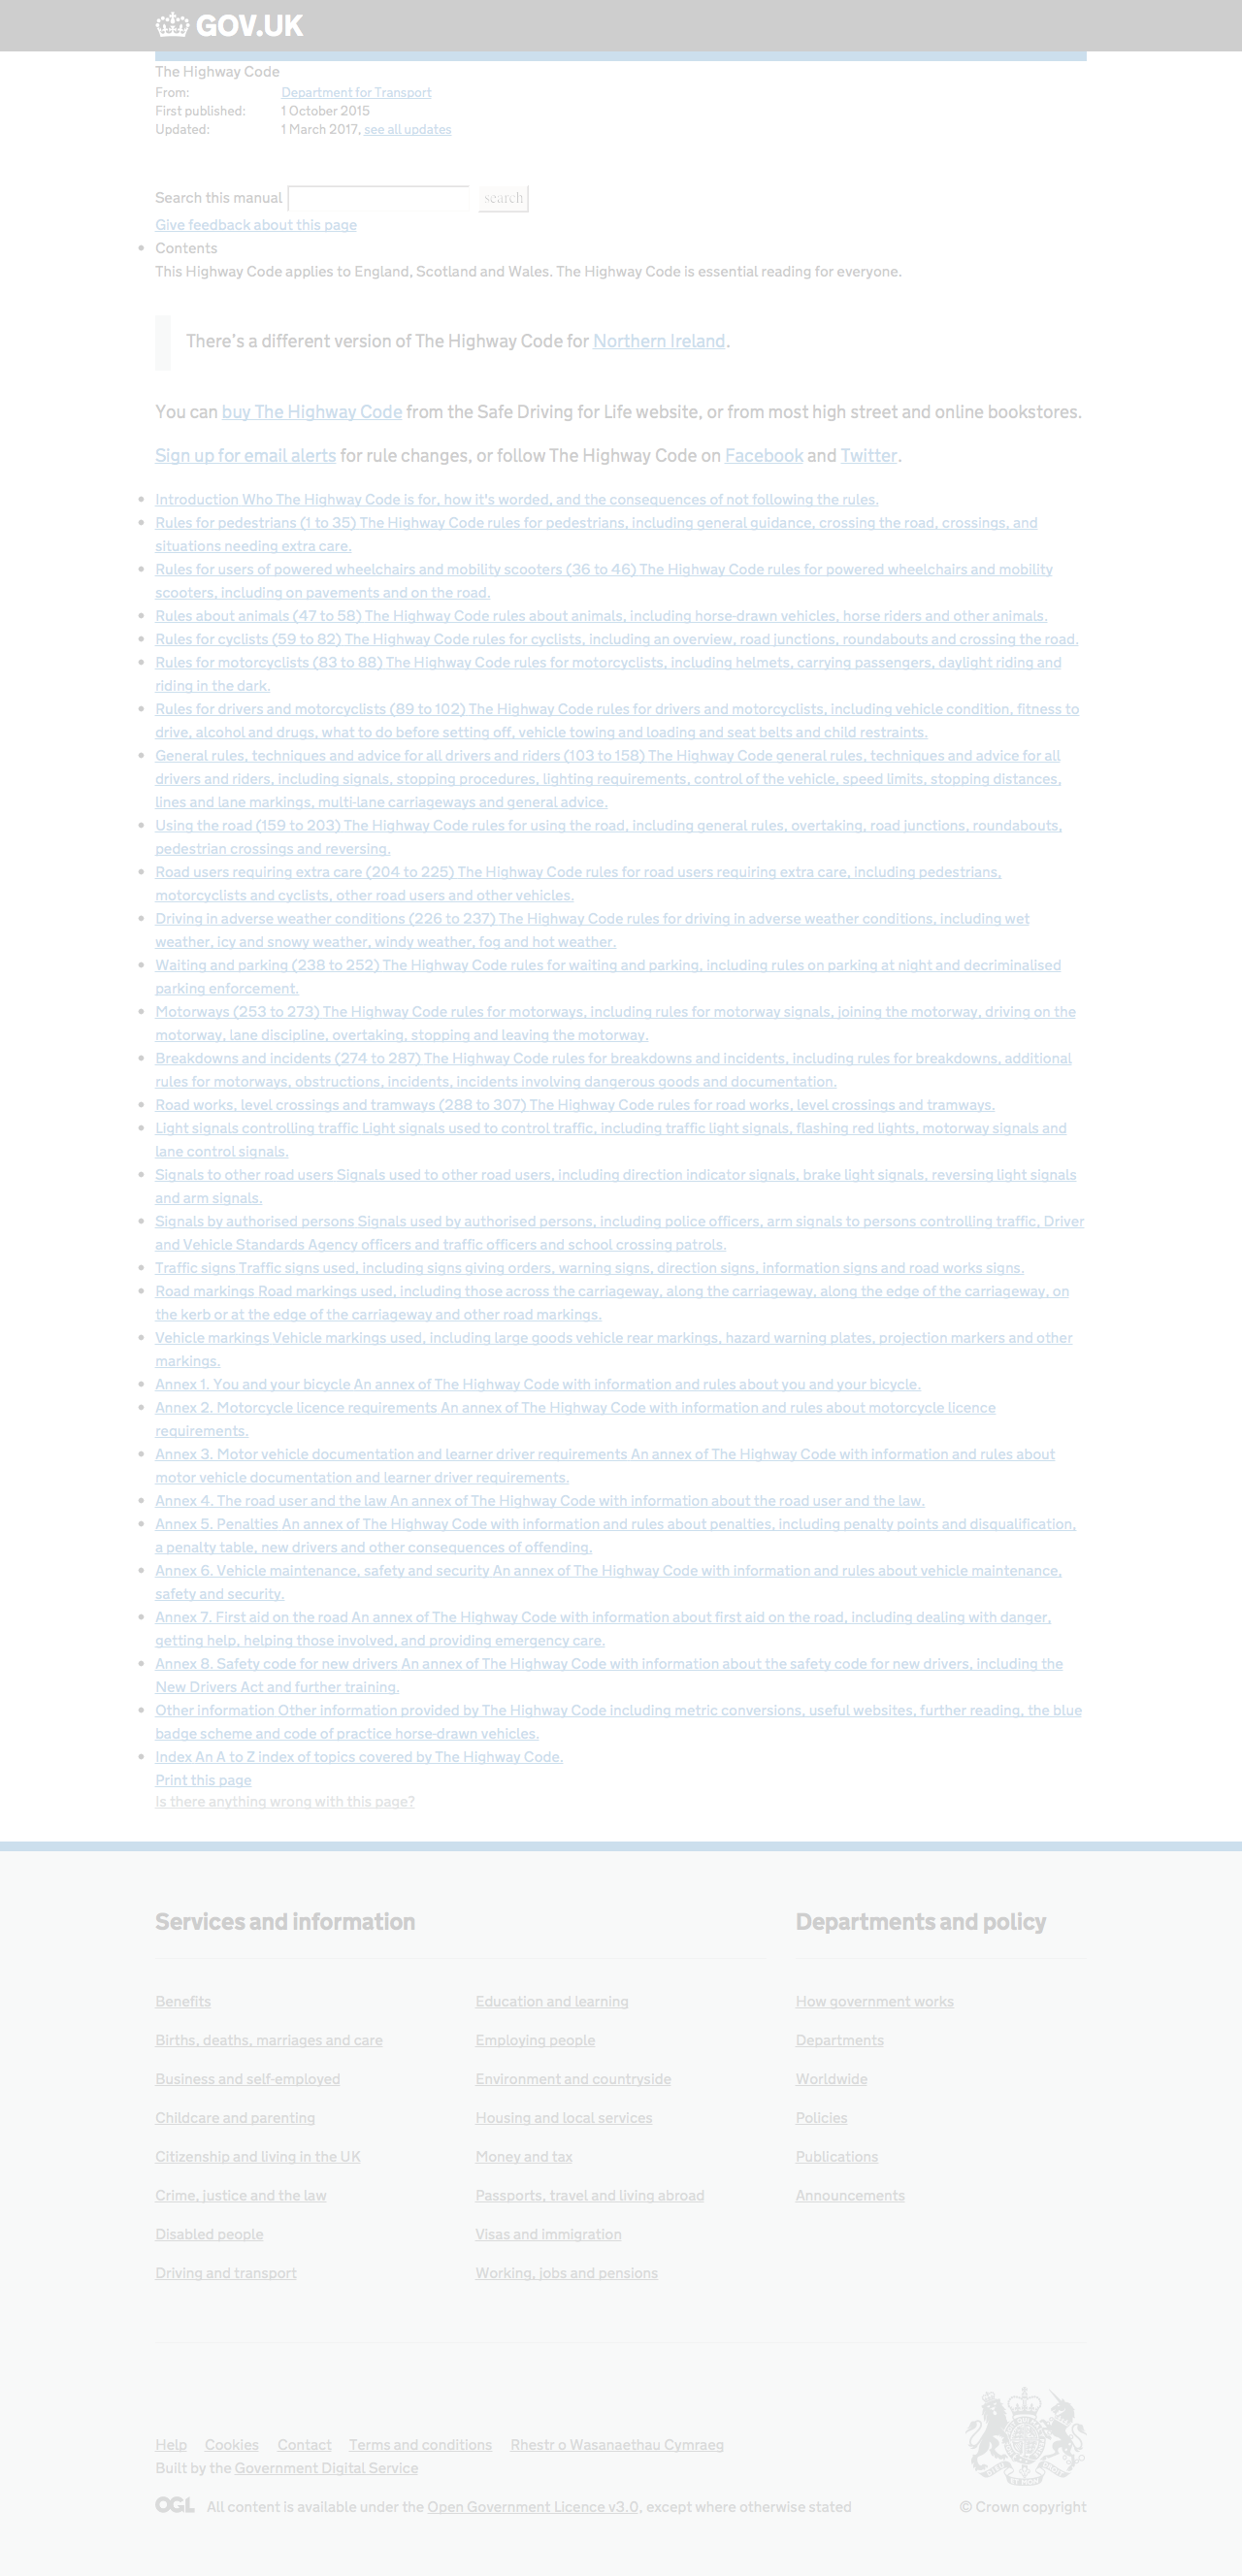 GOV.UK
The Highway Code
From: Department for Transport
First published: 1 October 2015
Updated: 1 March 2017, see all updates
Search this manual search
Give feedback about this page
Contents
This Highway Code applies to England, Scotland and Wales. The Highway Code is essential reading for everyone.
There's a different version of The Highway Code for Northern Ireland.
You can buy The Highway Code from the Safe Driving for Life website, or from most high street and online bookstores.
Sign up for email alerts for rule changes, or follow The Highway Code on Facebook and Twitter.
Introduction Who The Highway Code is for, how it's worded, and the consequences of not following the rules.
Rules for pedestrians (1 to 35) The Highway Code rules for pedestrians, including general guidance, crossing the road, crossings, and
situations needing extra care.
Rules for users of powered wheelchairs and mobility scooters (36 to 46) The Highway Code rules for powered wheelchairs and mobility
scooters, including on pavements and on the road.
Rules about animals (47 to 58) The Highway Code rules about animals, including horse-drawn vehicles, horse riders and other animals.
Rules for cyclists (59 to 82) The Highway Code rules for cyclists, including an overview, road junctions, roundabouts and crossing the road.
Rules for motorcyclists (83 to 88) The Highway Code rules for motorcyclists, including helmets, carrying passengers, daylight riding and
riding in the dark.
Rules for drivers and motorcyclists (89 to 102) The Highway Code rules for drivers and motorcyclists, including vehicle condition, fitness to
drive, alcohol and drugs, what to do before setting off, vehicle towing and loading and seat belts and child restraints.
General rules, techniques and advice for all drivers and riders (103 to 158) The Highway Code general rules, techniques and advice for all
drivers and riders, including signals, stopping procedures, lighting requirements, control of the vehicle, speed limits, stopping distances,
lines and lane markings, multi-lane carriageways and general advice.
Using the road (159 to 203) The Highway Code rules for using the road, including general rules, overtaking, road junctions, roundabouts,
pedestrian crossings and reversing.
Road users requiring extra care (204 to 225) The Highway Code rules for road users requiring extra care, including pedestrians,
motorcyclists and cyclists, other road users and other vehicles.
Driving in adverse weather conditions (226 to 237) The Highway Code rules for driving in adverse weather conditions, including wet
weather, icy and snowy weather, windy weather, fog and hot weather.
Waiting and parking (238 to 252) The Highway Code rules for waiting and parking, including rules on parking at night and decriminalised
parking enforcement.
Motorways (253 to 273) The Highway Code rules for motorways, including rules for motorway signals, joining the motorway, driving on the
motorway, lane discipline, overtaking, stopping and leaving the motorway.
Breakdowns and incidents (274 to 287) The Highway Code rules for breakdowns and incidents, including rules for breakdowns, additional
rules for motorways, obstructions, incidents, incidents involving dangerous goods and documentation.
Road works, level crossings and tramways (288 to 307) The Highway Code rules for road works, level crossings and tramways.
Light signals controlling traffic Light signals used to control traffic, including traffic light signals, flashing red lights, motorway signals and
lane control signals.
Signals to other road users Signals used to other road users, including direction indicator signals, brake light signals, reversing light signals
and arm signals.
Signals by authorised persons Signals used by authorised persons, including police officers, arm signals to persons controlling traffic, Driver
and Vehicle Standards Agency officers and traffic officers and school crossing patrols.
Traffic signs Traffic signs used, including signs giving orders, warning signs, direction signs, information signs and road works signs.
Road markings Road markings used, including those across the carriageway, along the carriageway, along the edge of the carriageway, on
the kerb or at the edge of the carriageway and other road markings.
Vehicle markings Vehicle markings used, including large goods vehicle rear markings, hazard warning plates, projection markers and other
markings.
Annex 1. You and your bicycle An annex of The Highway Code with information and rules about you and your bicycle.
Annex 2. Motorcycle licence requirements An annex of The Highway Code with information and rules about motorcycle licence
requirements.
Annex 3. Motor vehicle documentation and learner driver requirements An annex of The Highway Code with information and rules about
motor vehicle documentation and learner driver requirements.
Annex 4. The road user and the law An annex of The Highway Code with information about the road user and the law.
Annex 5. Penalties An annex of The Highway Code with information and rules about penalties, including penalty points and disqualification,
a penalty table, new drivers and other consequences of offending.
Annex 6. Vehicle maintenance, safety and security An annex of The Highway Code with information and rules about vehicle maintenance,
safety and security.
Annex 7. First aid on the road An annex of The Highway Code with information about first aid on the road, including dealing with danger,
getting help, helping those involved, and providing emergency care.
Annex 8. Safety code for new drivers An annex of The Highway Code with information about the safety code for new drivers, including the
New Drivers Act and further training.
Other information Other information provided by The Highway Code including metric conversions, useful websites, further reading, the blue
badge scheme and code of practice horse-drawn vehicles.
Index An A to Z index of topics covered by The Highway Code.
Print this page
Is there anything wrong with this page?
Services and information
Benefits
Births, deaths, marriages and care
Business and self-employed
Childcare and parenting
Citizenship and living in the UK
Crime, justice and the law
Disabled people
Driving and transport
Education and learning
Employing people
Environment and countryside
Housing and local services
Money and tax
Passports, travel and living abroad
Visas and immigration
Working, jobs and pensions
Departments and policy
How government works
Departments
Worldwide
Policies
Publications
Announcements
Help Cookies Contact Terms and conditions Rhestr o Wasanaethau Cymraeg
Built by the Government Digital Service
OGL All content is available under the Open Government Licence v3.0, except where otherwise stated
© Crown copyright